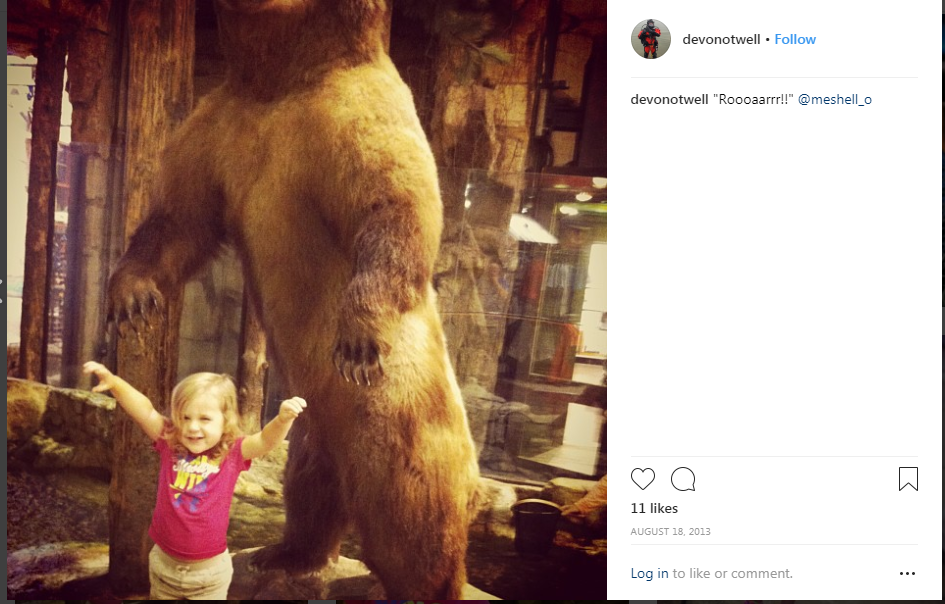 devonotwell • Follow
devonotwell "Roooaarrr!!" @meshell_o
11 likes
AUGUST 18, 2013
Log in to like or comment.